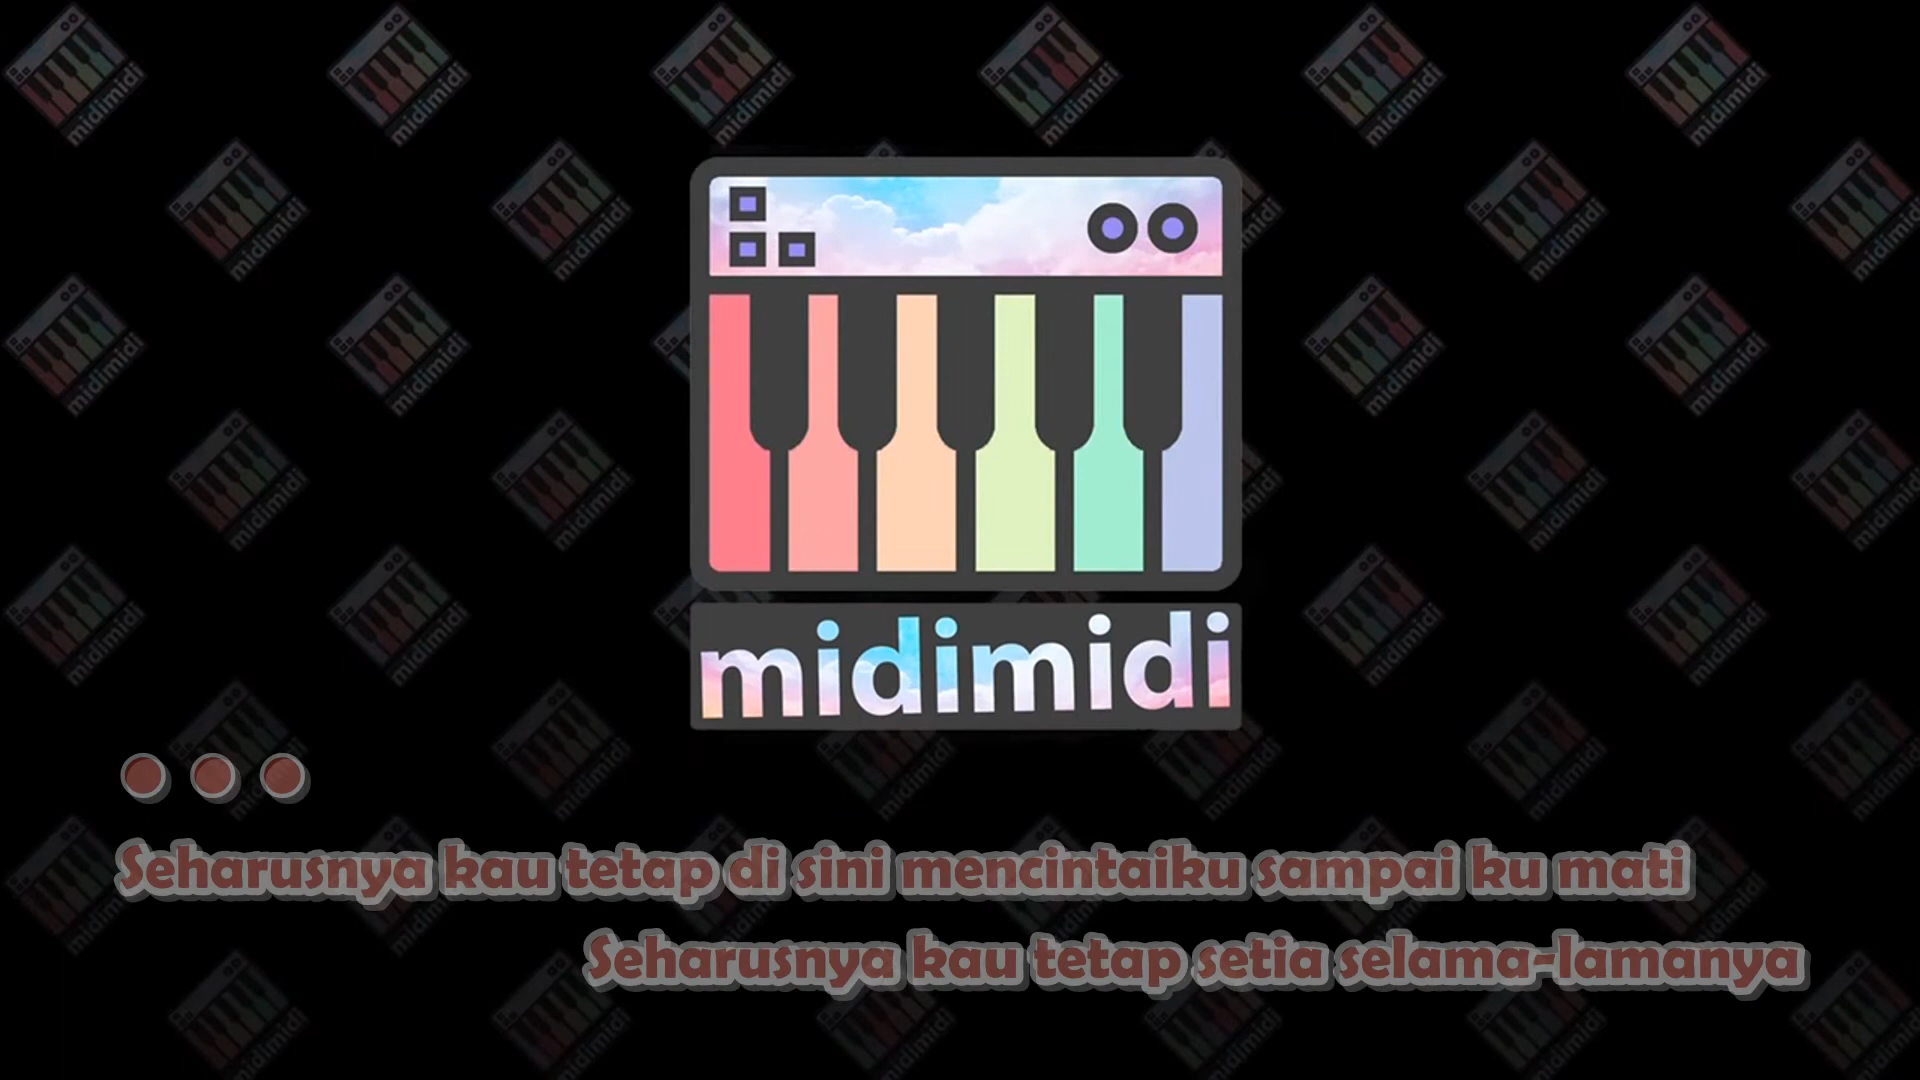 midimidi
Seharusnya kau tetap di sini mencintaiku sampai ku mati
Seharusnya kau tetap setia selama-lamanya